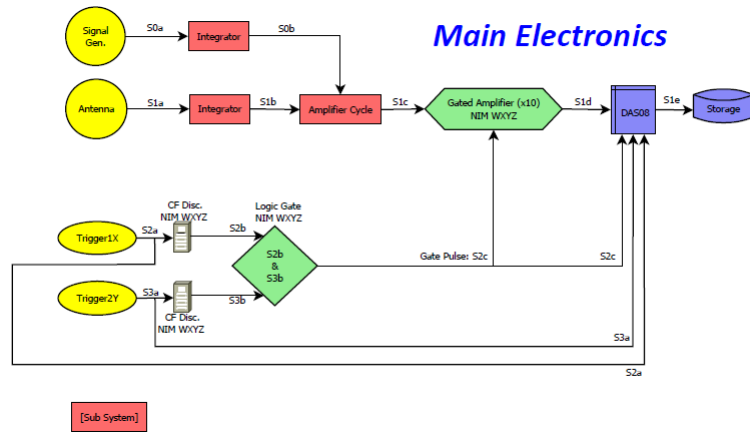 Main Electronics
Signal
Gen.
S0a
Integrator
S0b
Antenna
S1a
Integrator
S1b
Amplifier Cycle
S1c
Gated Amplifier (x10)
NIM WXYZ
S1d
DAS08
S1e
Storage
CF Disc.
NIM WXYZ
Logic Gate
NIM WXYZ
Trigger1X
S2a
S2b
S2b
&
S3b
Gate Pulse: S2c
S2c
Trigger2Y
S3a
S3b
CF Disc.
NIM WXYZ
S3a
S2a
[Sub System]